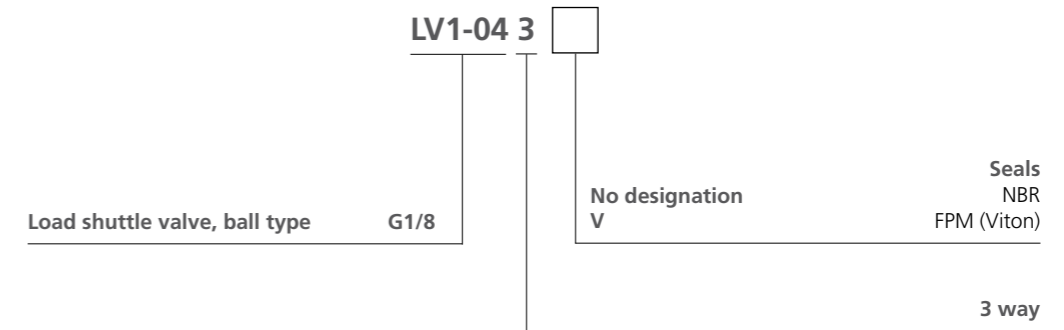 LV1-04 3
Seals
No designation NBR
V FPM (Viton)
Load shuttle valve, ball type G1/8
3 way